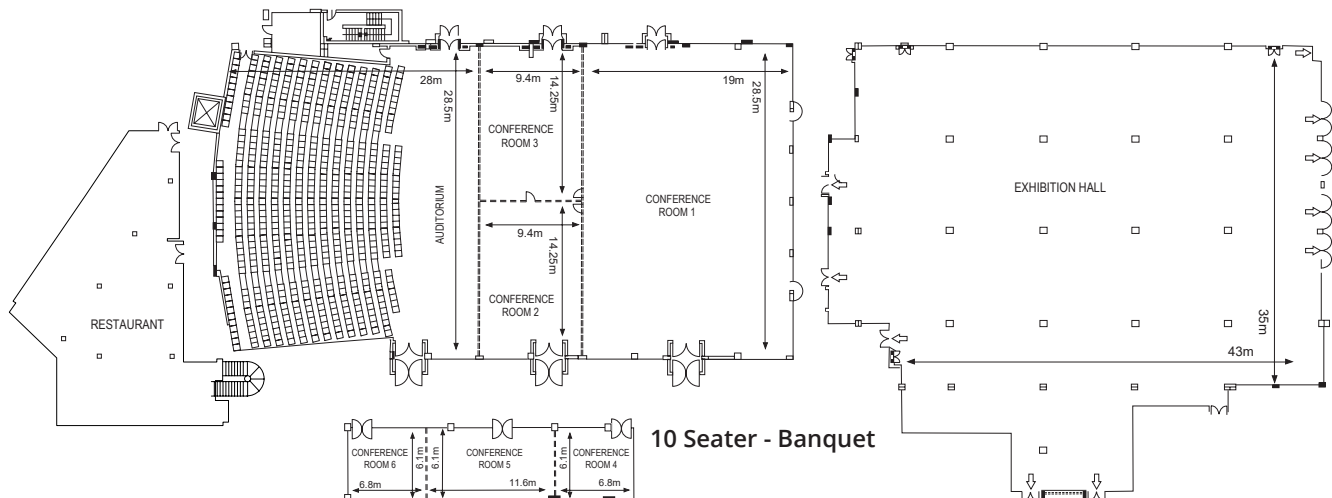 28m
9.4m
19m
28.5m
14.25m
28.5m
CONFERENCE
ROOM 3
AUDITORIUM
CONFERENCE
ROOM 1
9.4m
14.25m
CONFERENCE
ROOM 2
RESTAURANT
EXHIBITION HALL
35m
43m
10 Seater - Banquet
CONFERENCE
ROOM 6
6.1m
6.8m
6.1m
CONFERENCE
ROOM 5
11.6m
6.1m
CONFERENCE
ROOM 4
6.8m